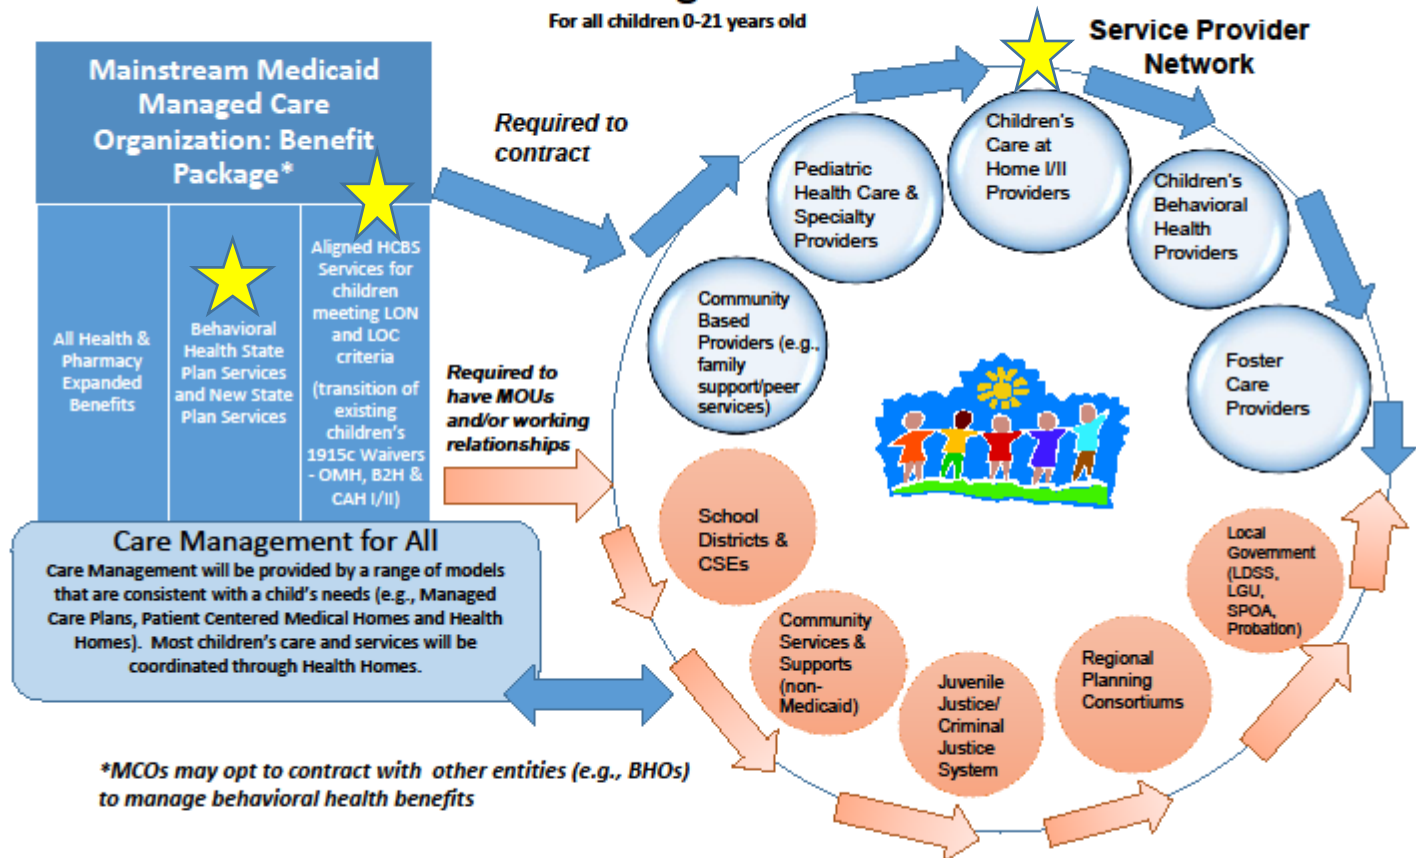 For all children 0-21 years old
Mainstream Medicaid
Managed Care
Organization: Benefit
Package*
All Health &
Pharmacy
Expanded
Benefits
Behavioral
Health State
Plan Services
and New State
Plan Services
Aligned HCBS
Services for
children
meeting LON
and LOC
criteria
(transition of
existing
children's
1915c Waivers
- OMH, B2H &
CAH I/II)
Required to
contract
Required to
have MOUs
and/or working
relationships
Care Management for All
Care Management will be provided by a range of models
that are consistent with a child's needs (e.g., Managed
Care Plans, Patient Centered Medical Homes and Health
Homes). Most children's care and services will be
coordinated through Health Homes.
*MCOs may opt to contract with other entities (e.g., BHOs)
to manage behavioral health benefits
Service Provider
Network
Community
Based
Providers (e.g.,
family
support/peer
services)
Pediatric
Health Care &
Specialty
Providers
Children's
Care at
Home I/II
Providers
Children's
Behavioral
Health
Providers
Foster
Care
Providers
School
Districts &
CSEs
Community
Services &
Supports
(non-
Medicaid)
Juvenile
Justice/
Criminal
Justice
System
Regional
Planning
Consortiums
Local
Government
(LDSS,
LGU,
SPOA,
Probation)